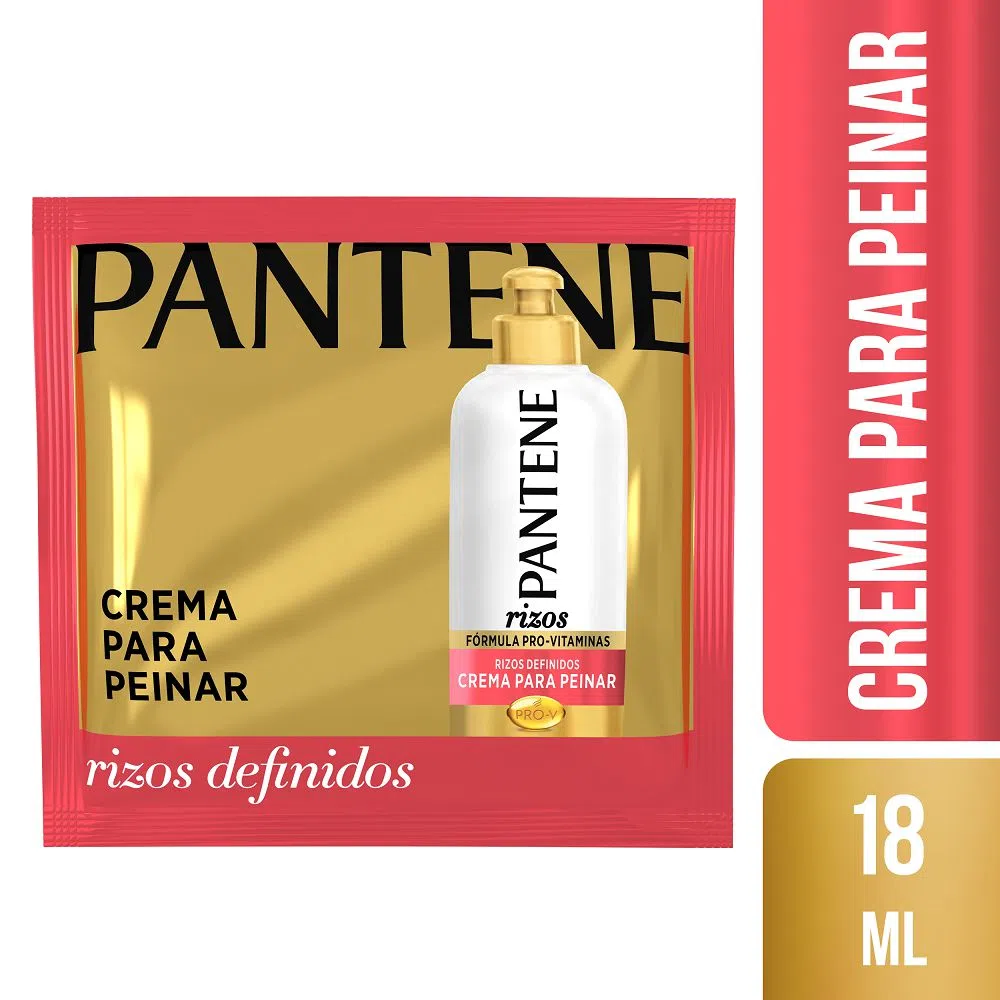 PANTENE
CREMA
PARA
PEINAR
rizos definidos
PANTENE
rizos
FÓRMULA PRO-VITAMINAS
RIZOS DEFINIDOS
CREMA PARA PEINAR
PRO-V
CREMA PARA PEINAR
18
ML